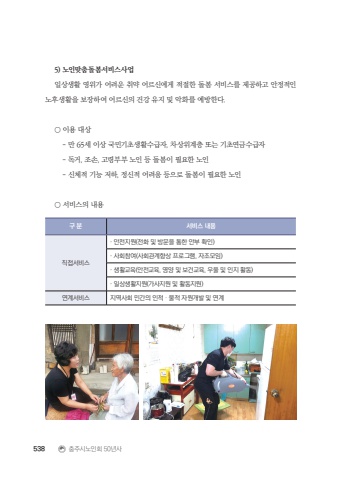 5) 노인맞춤돌봄서비스사업
일상생활 영위가 어려운 취약 어르신에게 적절한 돌봄 서비스를 제공하고 안정적인
노후생활을 보장하여 어르신의 건강 유지 및 악화를 예방한다.
○ 이용 대상
- 만 65세 이상 국민기초생활수급자, 차상위계층 또는 기초연금수급자
- 독거, 조손, 고령부부 노인 등 돌봄이 필요한 노인
- 신체적 기능 저하, 정신적 어려움 등으로 돌봄이 필요한 노인
○ 서비스의 내용
구 분 서비스 내용
직접서비스
· 안전지원(전화 및 방문을 통한 안부 확인)
· 사회참여(사회관계향상 프로그램, 자조모임)
· 생활교육(안전교육, 영양 및 보건교육, 우울 및 인지 활동)
· 일상생활지원(가사지원 및 활동지원)
연계서비스 지역사회 민간의 인적 · 물적 자원개발 및 연계
538 충주시노인회 50년사